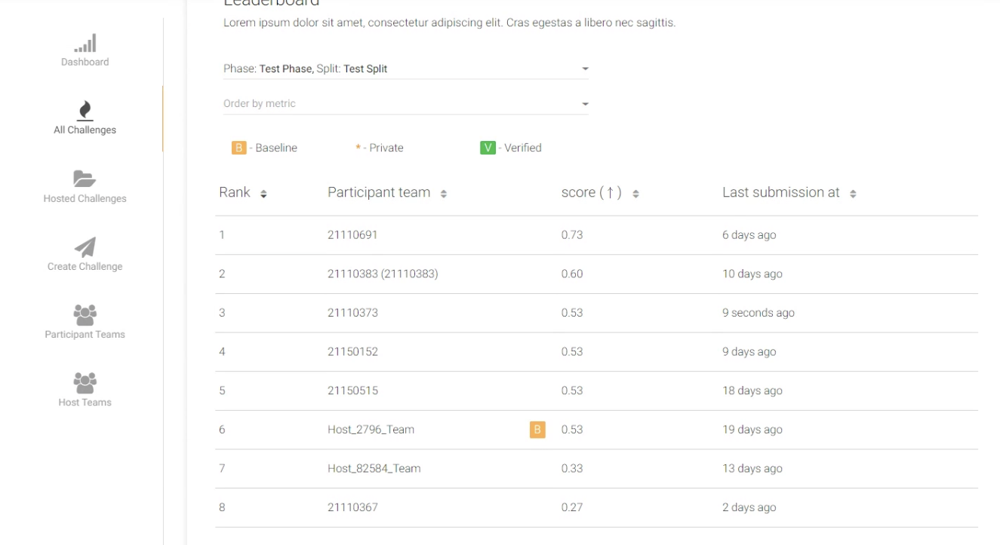 Leaderboard
Lorem ipsum dolor sit amet, consectetur adipiscing elit. Cras egestas a libero nec sagittis.
Dashboard
All Challenges
Hosted Challenges
Create Challenge
Participant Teams
Host Teams
Phase: Test Phase, Split: Test Split
Order by metric
B - Baseline * - Private V - Verified
Rank Participant team score (↑) Last submission at
1 21110691 0.73 6 days ago
2 21110383 (21110383) 0.60 10 days ago
3 21110373 0.53 9 seconds ago
4 21150152 0.53 9 days ago
5 21150515 0.53 18 days ago
6 Host_2796_Team B 0.53 19 days ago
7 Host_82584_Team 0.33 13 days ago
8 21110367 0.27 2 days ago